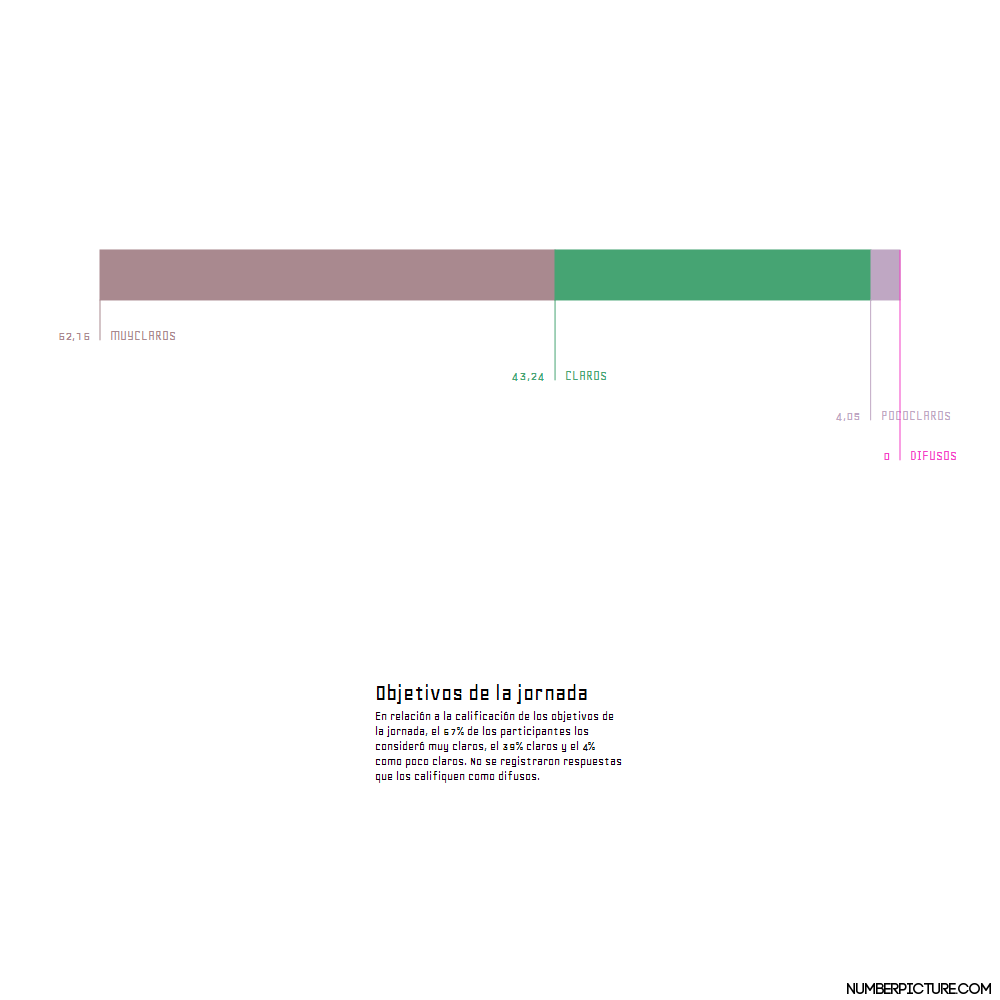 52,15 MUYCLAROS
43,24 CLAROS
4,05 POCOCLAROS
0 DIFUSOS
Objetivos de la jornada
En relación a la calificación de los objetivos de
la jornada, el 57% de los participantes los
consideró muy claros, el 39% claros y el 4%
como poco claros. No se registraron respuestas
que los califiquen como difusos.
NUMBERPICTURE.COM